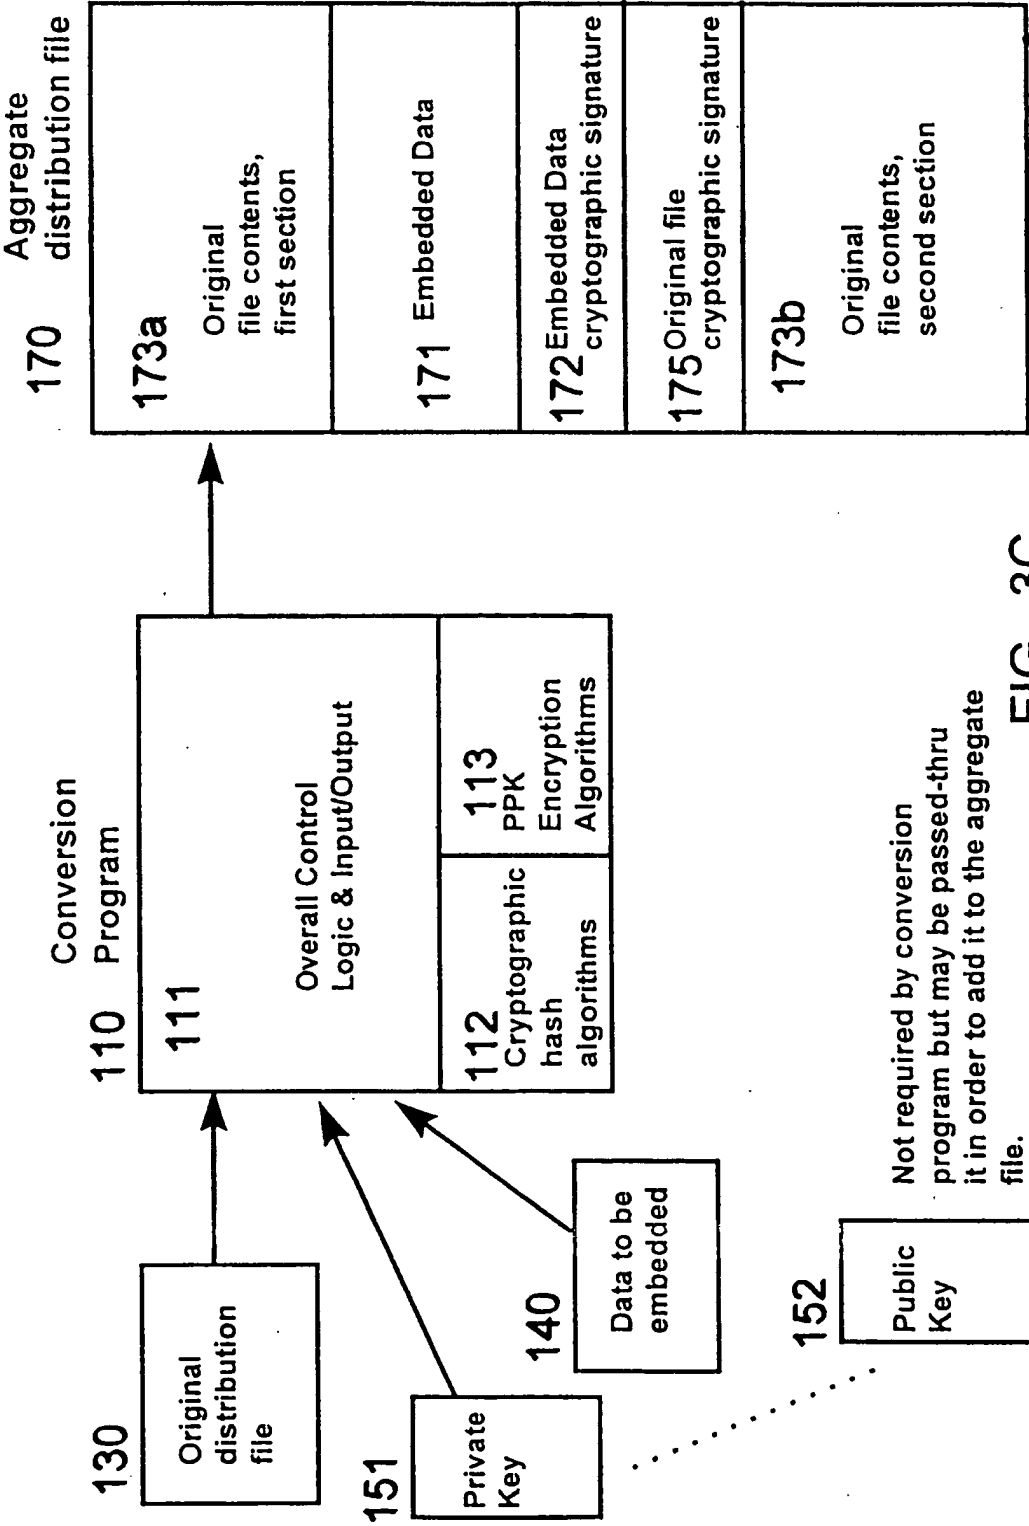 130
Original
distribution
file
151
Private
Key
140
Data to be
embedded
152
Public
Key
Not required by conversion
program but may be passed-thru
it in order to add it to the aggregate
file.
Conversion
110 Program
111
Overall Control
Logic & Input/Output
112
Cryptographic
hash
algorithms
113
PPK
Encryption
Algorithms
Aggregate
170 distribution file
173a
Original
file contents,
first section
171 Embedded Data
172 Embedded Data
cryptographic signature
175 Original file
cryptographic signature
173b
Original
file contents,
second section
FIG. 3C